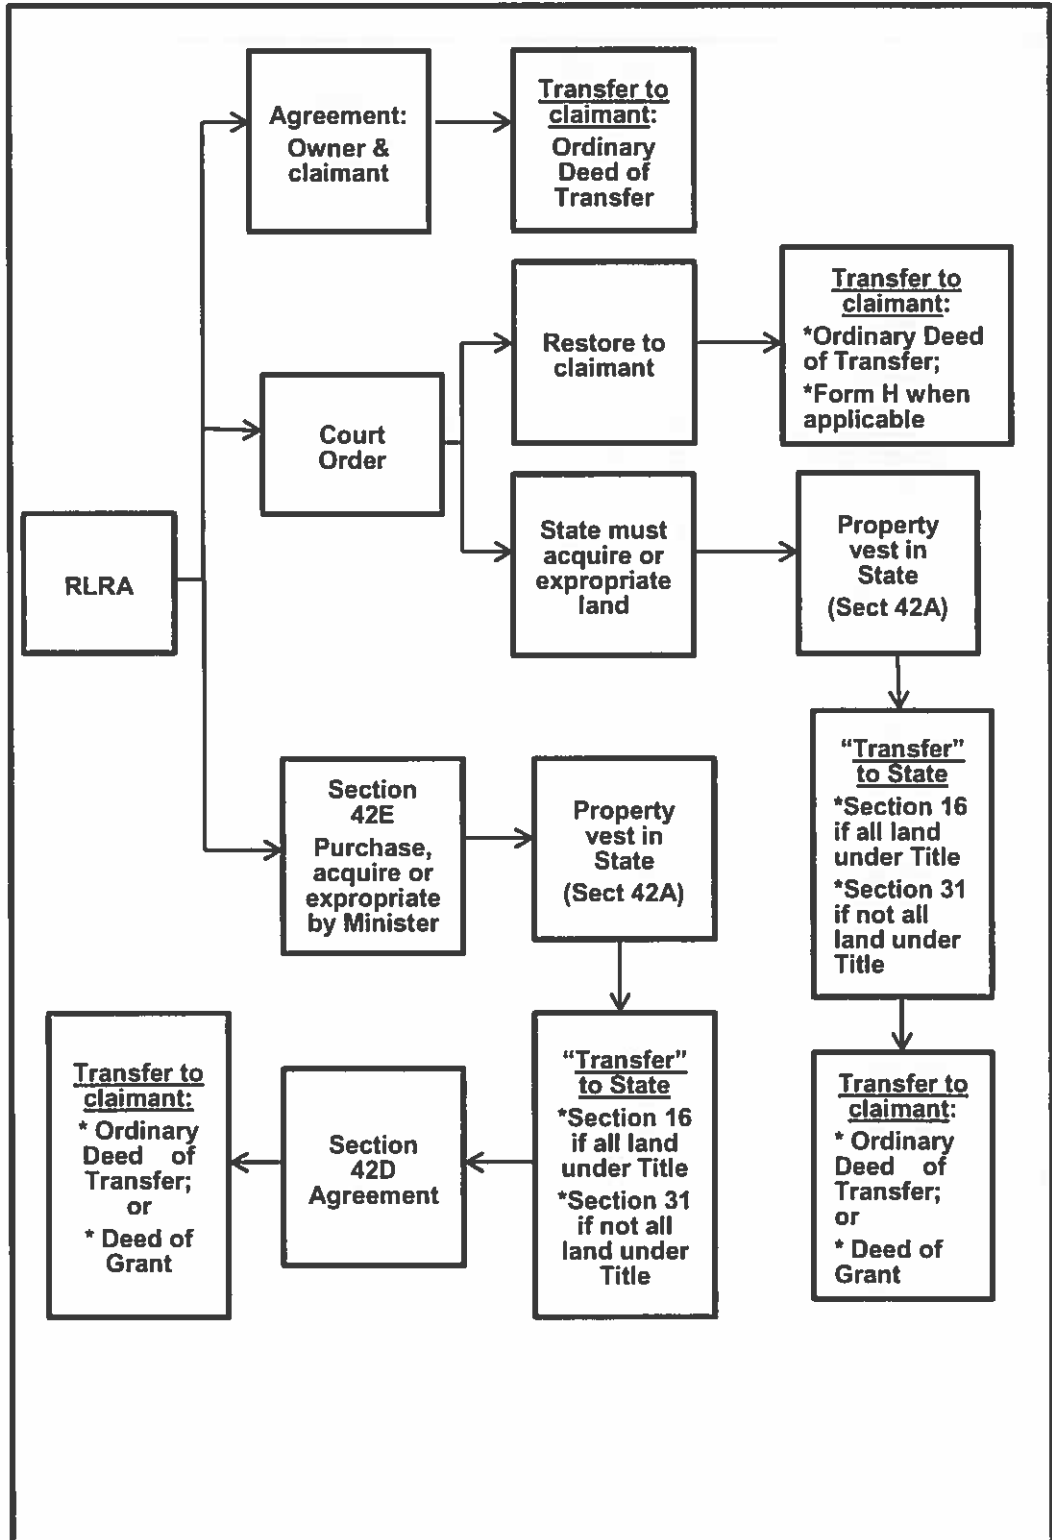 Agreement:
Owner &
claimant
Transfer to
claimant:
Ordinary
Deed of
Transfer
Restore to
claimant
Transfer to
claimant:
*Ordinary Deed
of Transfer;
*Form H when
applicable
Court
Order
State must
acquire or
expropriate
land
Property
vest in
State
(Sect 42A)
RLRA
"Transfer"
to State
*Section 16
if all land
under Title
*Section 31
if not all
land under
Title
Section
42E
Purchase,
acquire or
expropriate
by Minister
Property
vest in
State
(Sect 42A)
"Transfer"
to State
*Section 16
if all land
under Title
*Section 31
if not all
land under
Title
Section
42D
Agreement
Transfer to
claimant:
* Ordinary
Deed of
Transfer;
or
* Deed of
Grant
Transfer to
claimant:
* Ordinary
Deed of
Transfer;
or
* Deed of
Grant